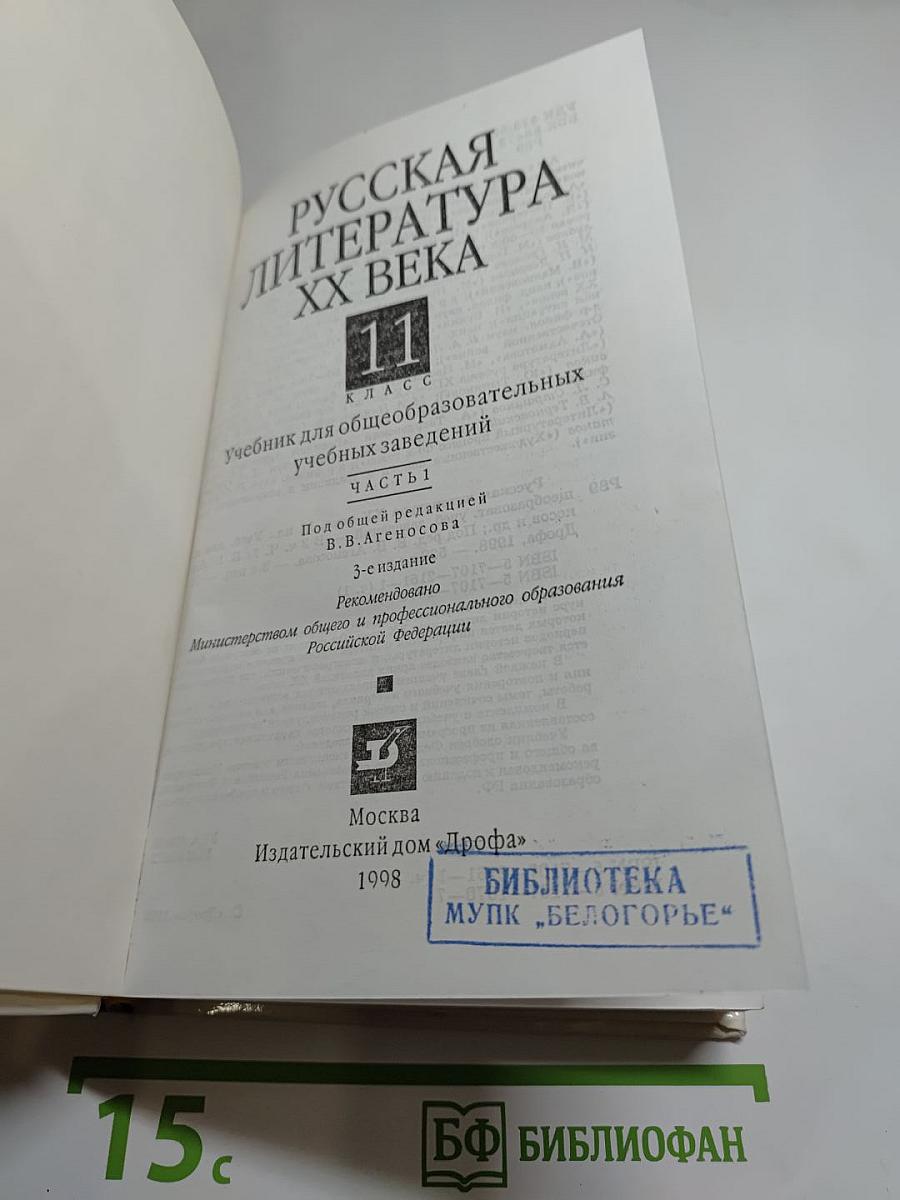 РУССКАЯ
ЛИТЕРАТУРА
XX ВЕКА
11
КЛАСС
Учебник для общеобразовательных
учебных заведений
ЧАСТЬ 1
Под общей редакцией
В. В. Агеносова
3-е издание
Рекомендовано
Министерством общего и профессионального образования
Российской Федерации
Москва
Издательский дом «Дрофа»
1998
БИБЛИОТЕКА
МУПК „БЕЛОГОРЬЕ“
15 с
БФ БИБЛИОФАН